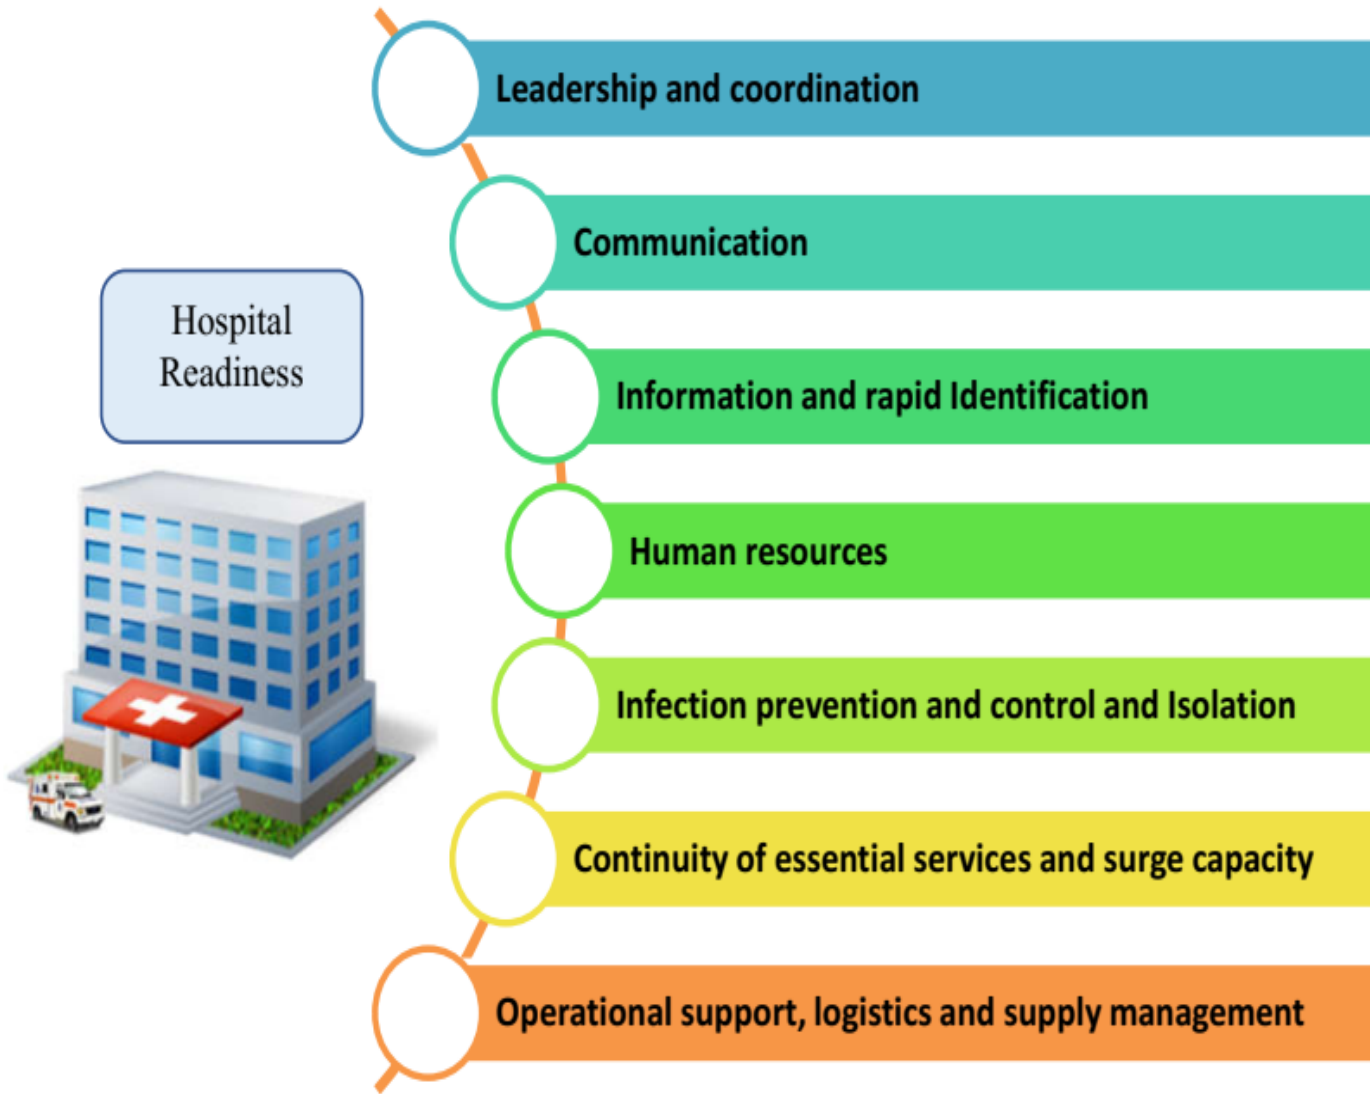 Hospital
Readiness
Leadership and coordination
Communication
Information and rapid Identification
Human resources
Infection prevention and control and Isolation
Continuity of essential services and surge capacity
Operational support, logistics and supply management